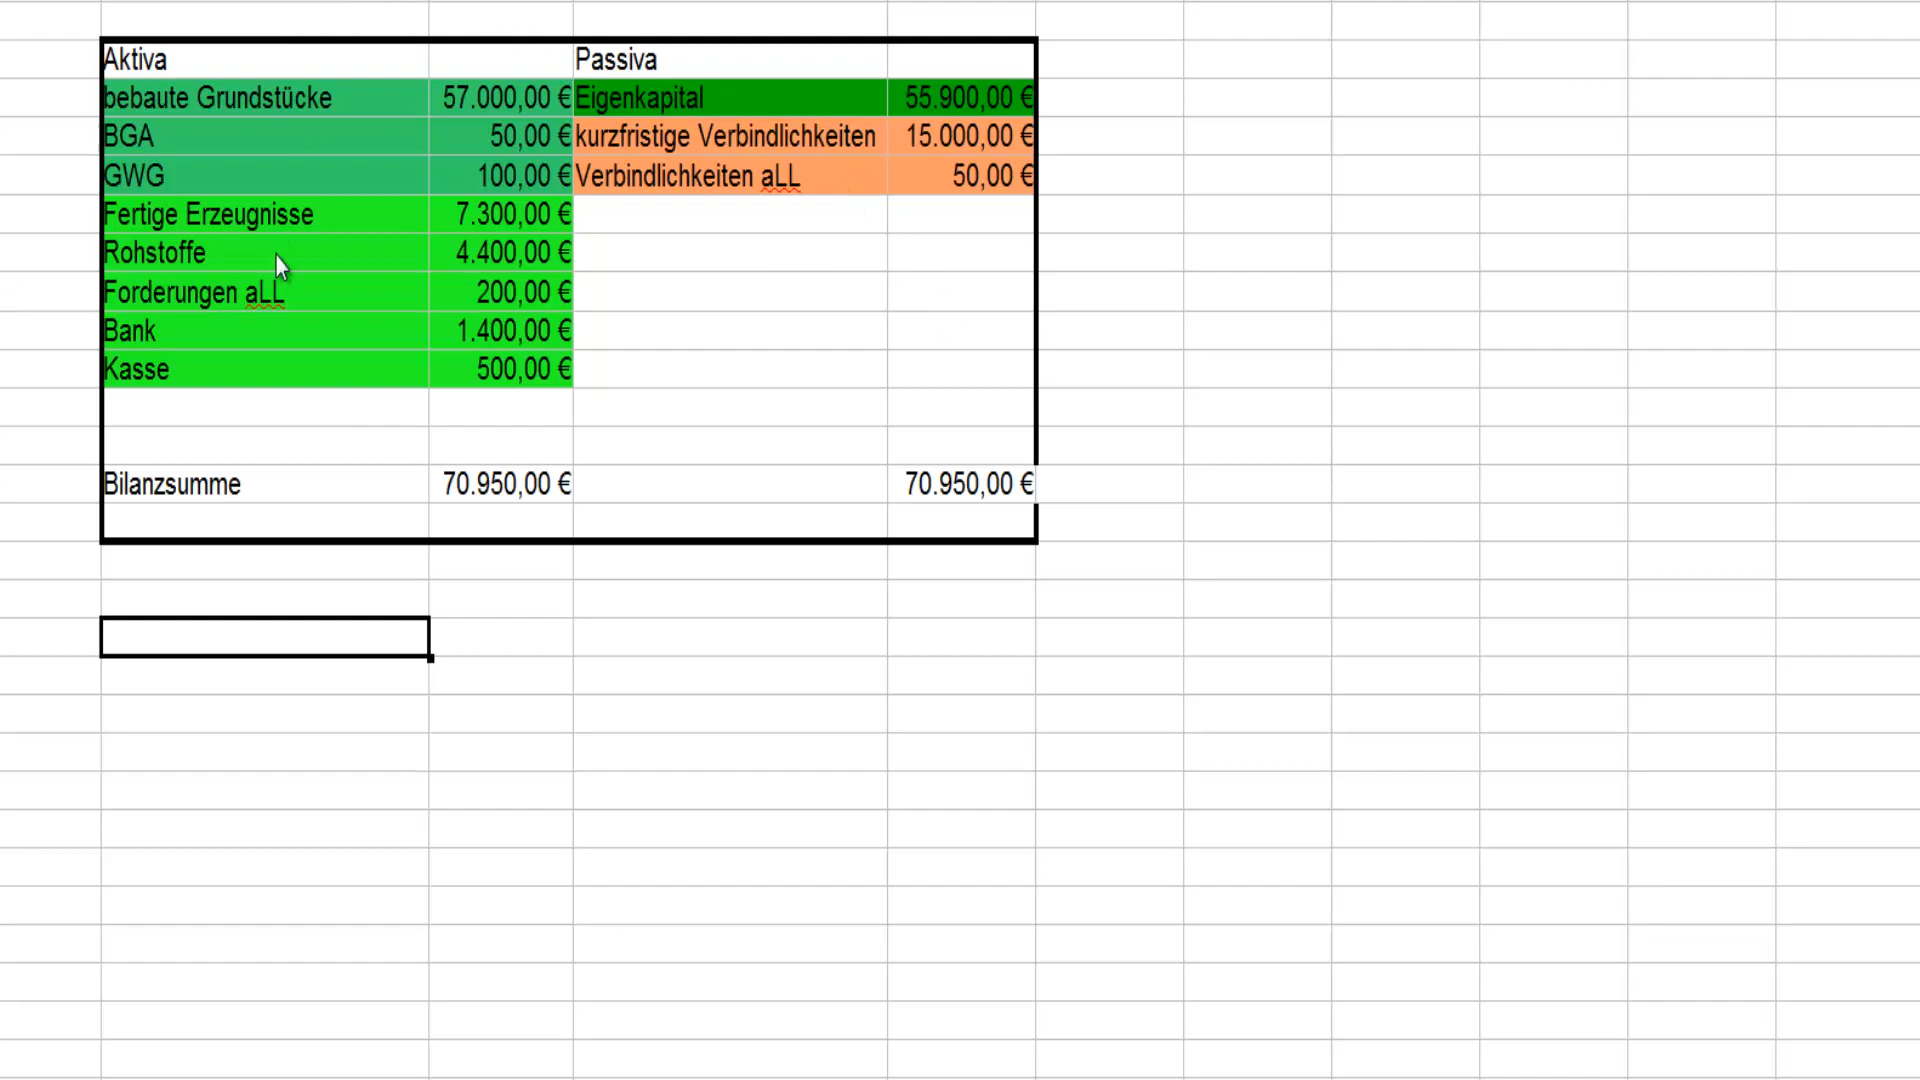 Aktiva Passiva
bebaute Grundstücke 57.000,00 € Eigenkapital 55.900,00 €
BGA 50,00 € kurzfristige Verbindlichkeiten 15.000,00 €
GWG 100,00 € Verbindlichkeiten aLL 50,00 €
Fertige Erzeugnisse 7.300,00 €
Rohstoffe 4.400,00 €
Forderungen aLL 200,00 €
Bank 1.400,00 €
Kasse 500,00 €
Bilanzsumme 70.950,00 € 70.950,00 €